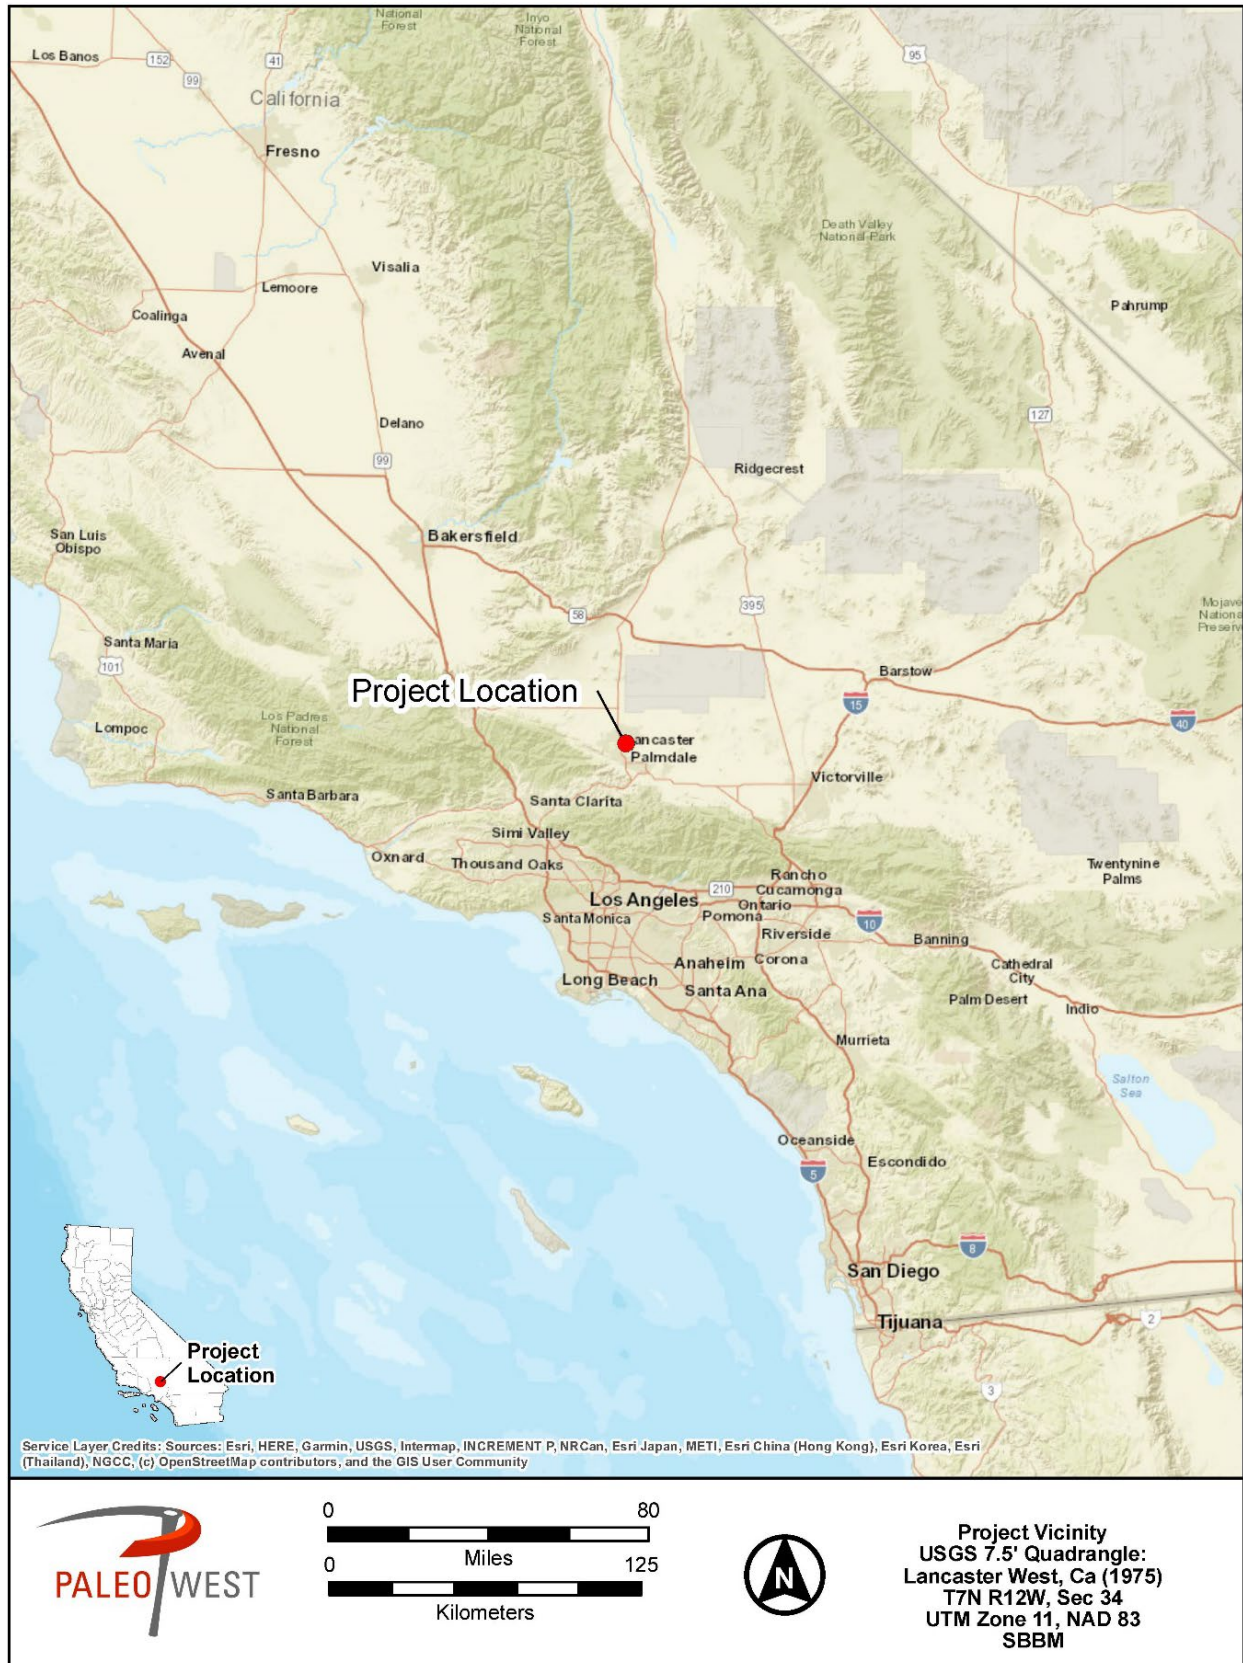 National
Forest
Inyo
National
Forest
Los Banos
152
41
95
99
California
Fresno
Death Valley
National Park
Visalia
Lemoore
Pahrump
Coalinga
Avenal
127
Delano
99
Ridgecrest
San Luis
Obispo
Bakersfield
395
58
Mojave
National
Preserve
Santa Maria
101
Barstow
Project Location
15
40
Los Padres
National
Forest
Lompoc
ancaster
Palmdale
Victorville
Santa Barbara
Santa Clarita
Simi Valley
Oxnard
Thousand Oaks
Twentynine
Palms
Rancho
Cucamonga
210
Los Angeles
Ontario
Santa Monica
Pomona
10
Riverside
Banning
Anaheim
Corona
Cathedral
City
Long Beach
Santa Ana
Palm Desert
Indio
Murrieta
Salton
Sea
Oceanside
5
Escondido
8
San Diego
Tijuana
2
3
Project
Location
Service Layer Credits: Sources: Esri, HERE, Garmin, USGS, Intermap, INCREMENT P, NRCan, Esri Japan, METI, Esri China (Hong Kong), Esri Korea, Esri
(Thailand), NGCC, (c) OpenStreetMap contributors, and the GIS User Community
PALEO WEST
0 80
Miles
0 125
Kilometers
N
Project Vicinity
USGS 7.5' Quadrangle:
Lancaster West, Ca (1975)
T7N R12W, Sec 34
UTM Zone 11, NAD 83
SBBM